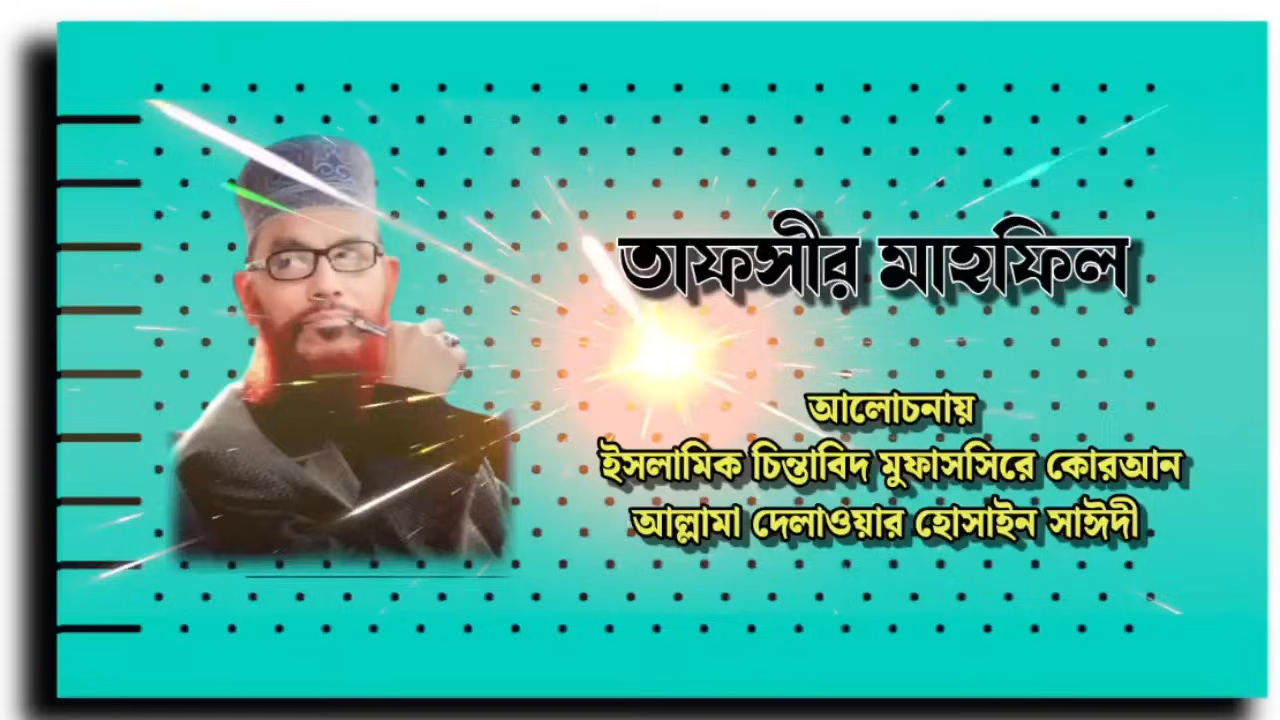 তাফসীর মাহফিল
আলোচনায়
ইসলামিক চিন্তাবিদ মুফাসসিরে কোরআন
আল্লামা দেলাওয়ার হোসাইন সাঈদী